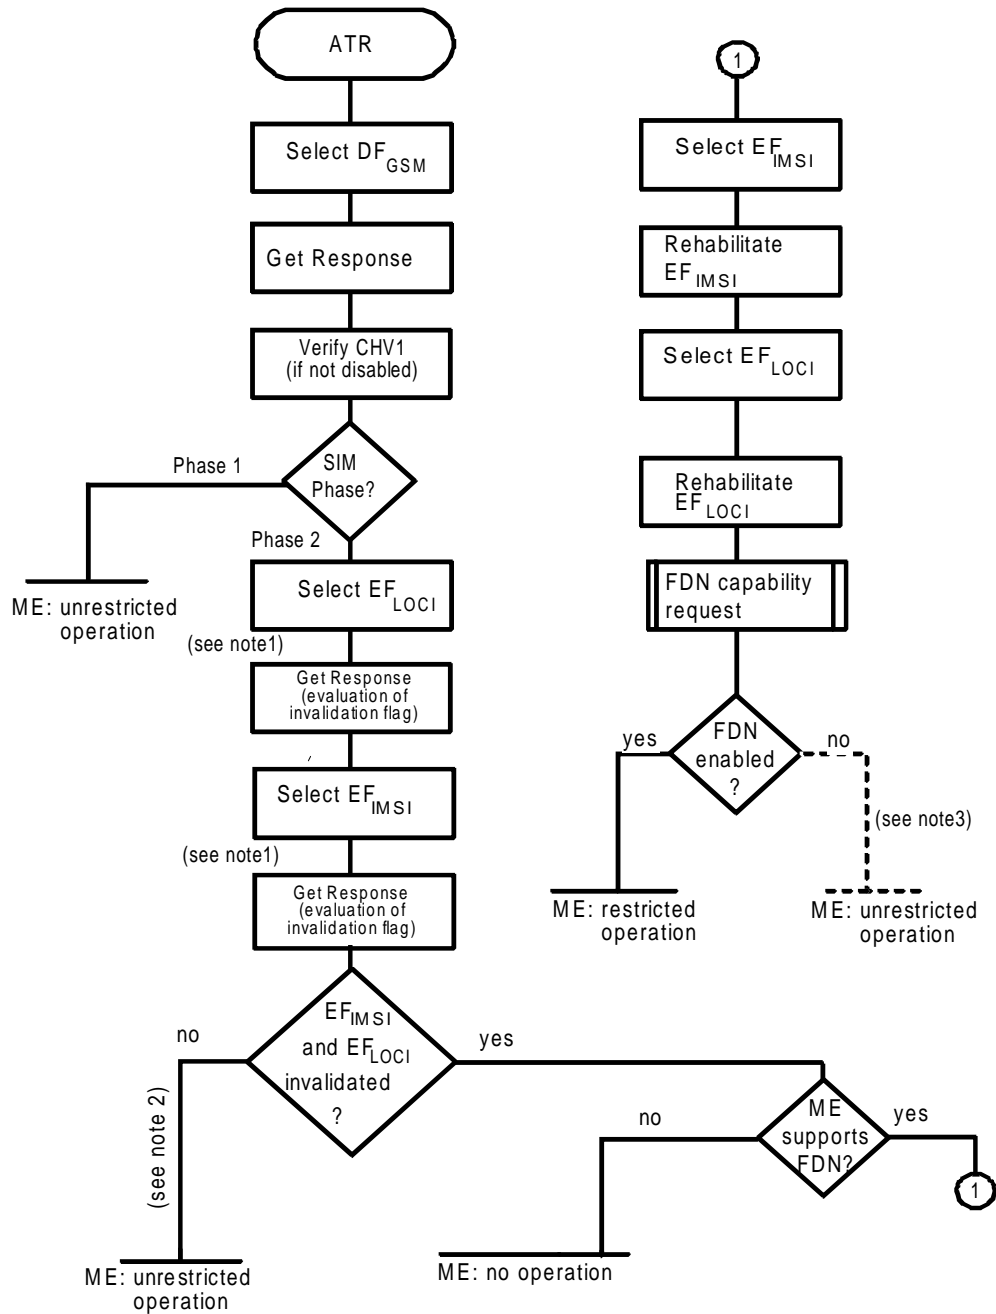 ATR
Select DF GSM
Get Response
Verify CHV1
(if not disabled)
SIM
Phase?
Phase 1
ME: unrestricted
operation
Phase 2
Select EF LOCI
(see note1)
Get Response
(evaluation of
invalidation flag)
Select EF IMSI
(see note1)
Get Response
(evaluation of
invalidation flag)
EF IMSI
and EF LOCI
invalidated
?
no
(see note 2)
ME: unrestricted
operation
yes
ME
supports
FDN?
no
ME: no operation
yes
1
1
Select EF IMSI
Rehabilitate
EF IMSI
Select EF LOCI
Rehabilitate
EF LOCI
FDN capability
request
FDN
enabled
?
yes
ME: restricted
operation
no
(see note3)
ME: unrestricted
operation